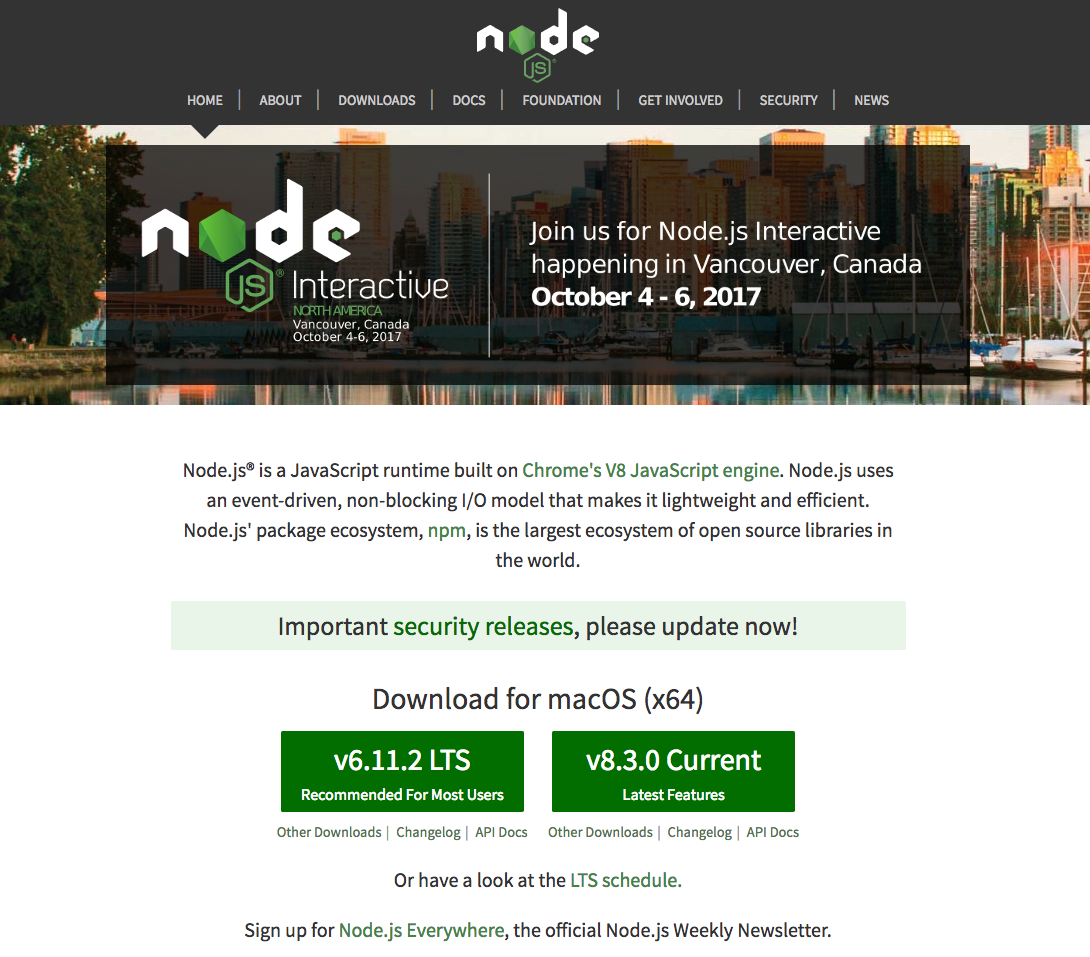 node
JS
HOME | ABOUT | DOWNLOADS | DOCS | FOUNDATION | GET INVOLVED | SECURITY | NEWS
node
JS® Interactive
NORTH AMERICA
Vancouver, Canada
October 4-6, 2017
Join us for Node.js Interactive
happening in Vancouver, Canada
October 4 - 6, 2017
Node.js® is a JavaScript runtime built on Chrome's V8 JavaScript engine. Node.js uses
an event-driven, non-blocking I/O model that makes it lightweight and efficient.
Node.js' package ecosystem, npm, is the largest ecosystem of open source libraries in
the world.
Important security releases, please update now!
Download for macOS (x64)
v6.11.2 LTS
Recommended For Most Users
v8.3.0 Current
Latest Features
Other Downloads | Changelog | API Docs
Other Downloads | Changelog | API Docs
Or have a look at the LTS schedule.
Sign up for Node.js Everywhere, the official Node.js Weekly Newsletter.